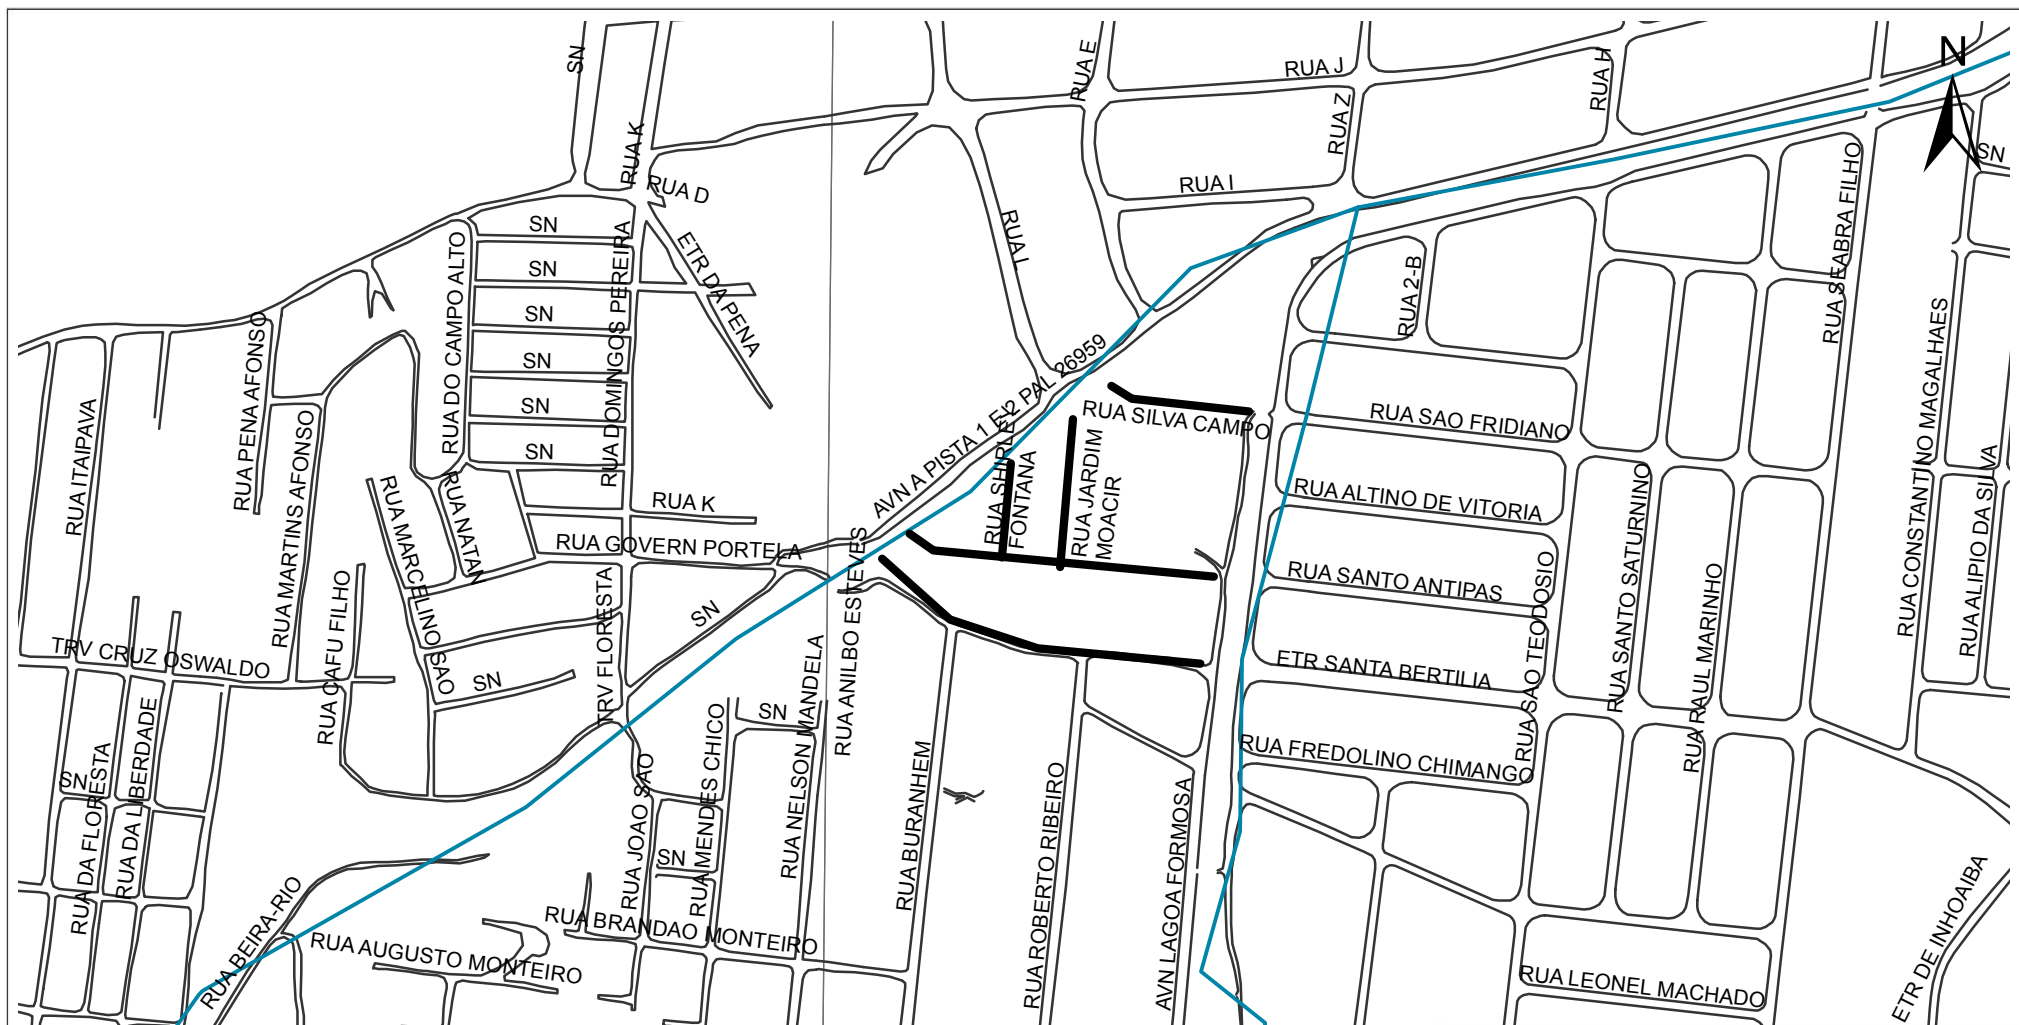 SN
RUA K
RUA D
RUA E
RUA J
RUA H
RUA Z
RUA I
RUA L
N
SN
SN
SN
SN
SN
SN
SN
RUA DO CAMPO ALTO
RUA DOMINGOS PEREIRA
ETR DA PENA
RUA 2-B
RUA SEABRA FILHO
RUA CONSTANTINO MAGALHAES
RUA ALIPIO DA SILVA
AVN A PISTA 1 E 2 PAL 26959
RUA SILVA CAMPO
RUA SHIRLEY
FONTANA
RUA JARDIM
MOACIR
RUA SAO FRIDIANO
RUA ALTINO DE VITORIA
RUA SANTO ANTIPAS
ETR SANTA BERTILIA
RUA FREDOLINO CHIMANGO
RUA SAO TEODOSIO
RUA SANTO SATURNINO
RUA RAUL MARINHO
RUA ITAIPAVA
RUA PENA AFONSO
RUA MARTINS AFONSO
RUA MARCELINO SAO
RUA NATAN
RUA K
RUA GOVERN PORTELA
RUA CAFU FILHO
TRV CRUZ OSWALDO
TRV FLORESTA
SN
SN
SN
RUA ANILBO ESTEVES
RUA NELSON MANDELA
RUA MENDES CHICO
RUA JOAO SAO
SN
SN
RUA DA FLORESTA
RUA DA LIBERDADE
RUA BURANHEM
RUA ROBERTO RIBEIRO
AVN LAGOA FORMOSA
RUA BEIRA-RIO
RUA AUGUSTO MONTEIRO
RUA BRANDAO MONTEIRO
RUA LEONEL MACHADO
ETR DE INHOAIBA